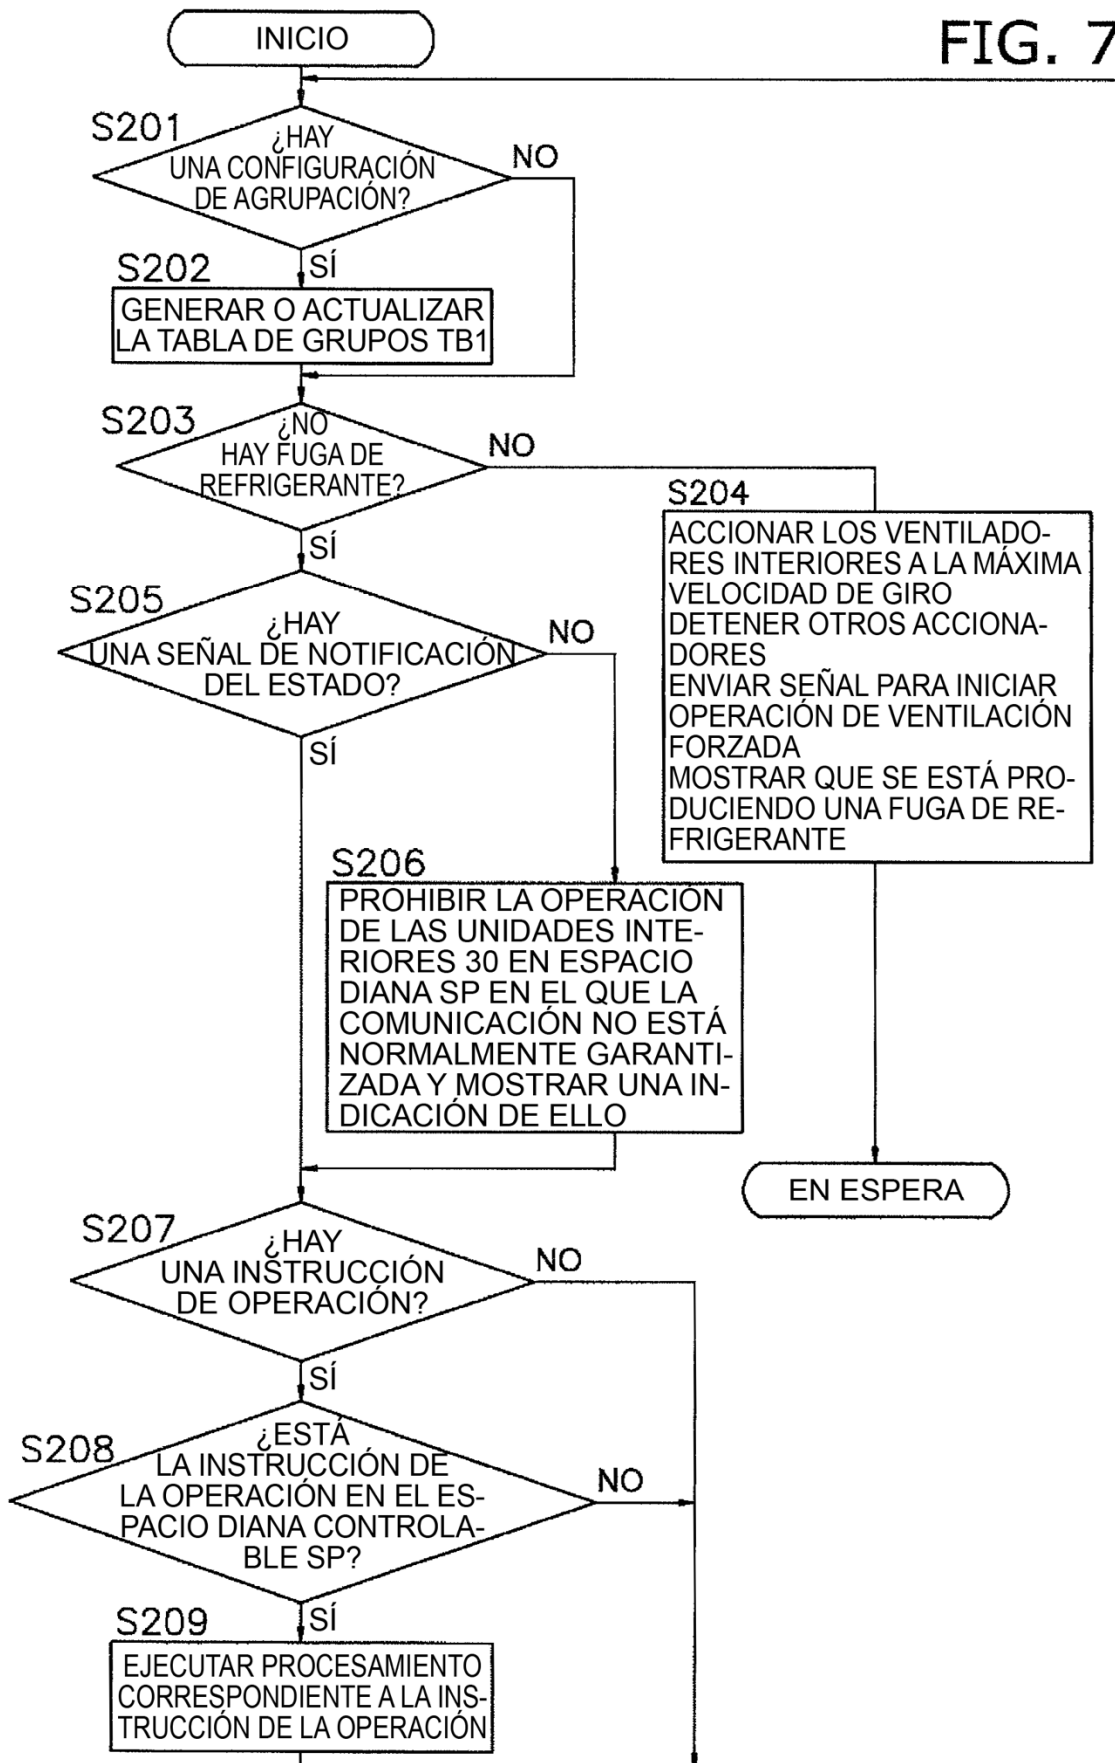 FIG. 7
INICIO
S201
¿HAY
UNA CONFIGURACIÓN
DE AGRUPACIÓN?
NO
SÍ
S202
GENERAR O ACTUALIZAR
LA TABLA DE GRUPOS TB1
S203
¿NO
HAY FUGA DE
REFRIGERANTE?
NO
SÍ
S204
ACCIONAR LOS VENTILADO-
RES INTERIORES A LA MÁXIMA
VELOCIDAD DE GIRO
DETENER OTROS ACCIONA-
DORES
ENVIAR SEÑAL PARA INICIAR
OPERACIÓN DE VENTILACIÓN
FORZADA
MOSTRAR QUE SE ESTÁ PRO-
DUCIENDO UNA FUGA DE RE-
FRIGERANTE
S205
¿HAY
UNA SEÑAL DE NOTIFICACIÓN
DEL ESTADO?
NO
SÍ
S206
PROHIBIR LA OPERACIÓN
DE LAS UNIDADES INTE-
RIORES 30 EN ESPACIO
DIANA SP EN EL QUE LA
COMUNICACIÓN NO ESTÁ
NORMALMENTE GARANTI-
ZADA Y MOSTRAR UNA IN-
DICACIÓN DE ELLO
EN ESPERA
S207
¿HAY
UNA INSTRUCCIÓN
DE OPERACIÓN?
NO
SÍ
S208
¿ESTÁ
LA INSTRUCCIÓN DE
LA OPERACIÓN EN EL ES-
PACIO DIANA CONTROLA-
BLE SP?
NO
SÍ
S209
EJECUTAR PROCESAMIENTO
CORRESPONDIENTE A LA INS-
TRUCCIÓN DE LA OPERACIÓN